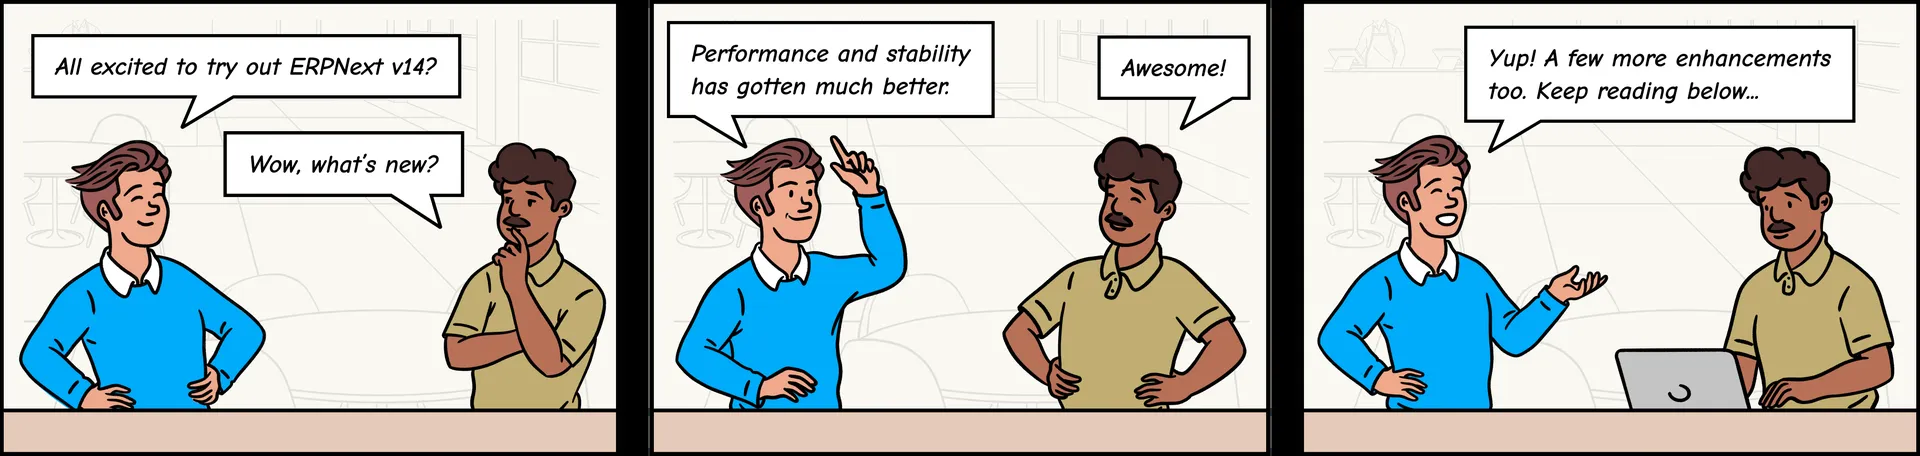 All excited to try out ERPNext v14?
Wow, what's new?
Performance and stability
has gotten much better.
Awesome!
Yup! A few more enhancements
too. Keep reading below...